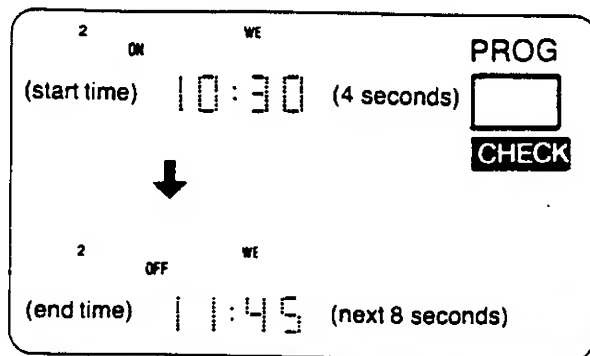 2 ON WE
PROG
(start time) 10:30 (4 seconds)
CHECK
2 OFF WE
(end time) 11:45 (next 8 seconds)